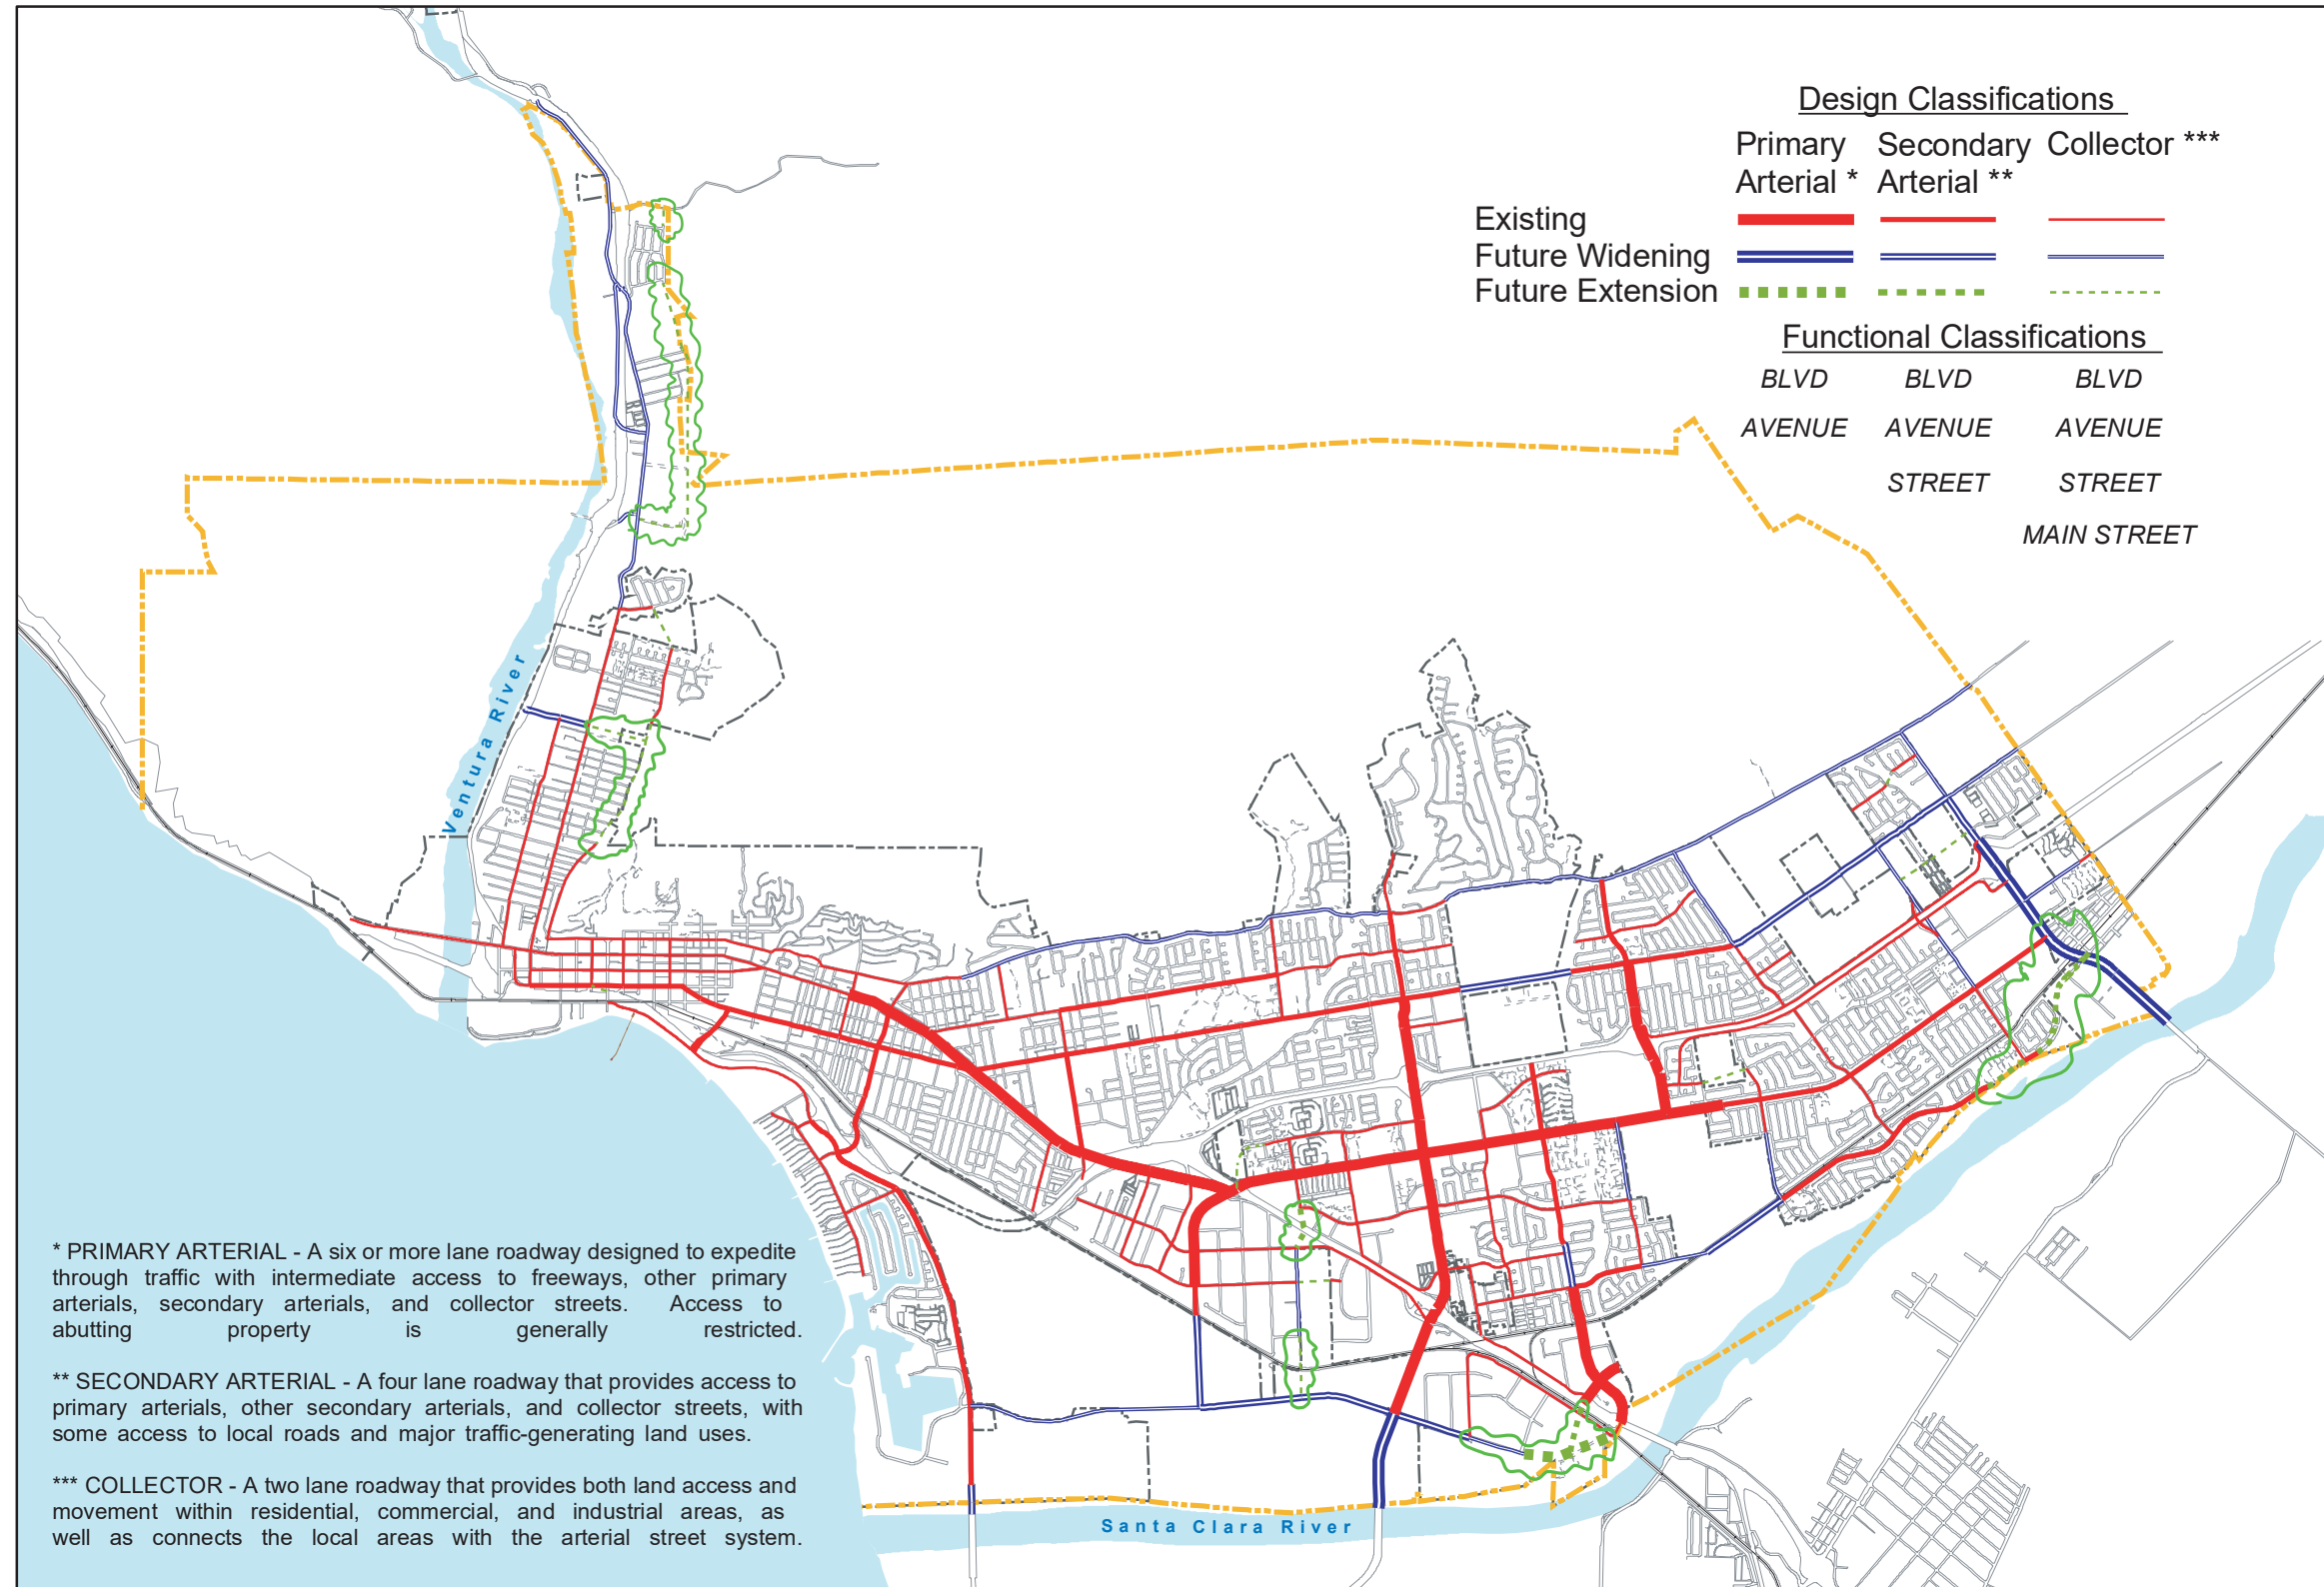 Design Classifications
Primary Arterial * Secondary Arterial ** Collector ***
Existing
Future Widening
Future Extension
Functional Classifications
BLVD BLVD BLVD
AVENUE AVENUE AVENUE
STREET STREET
MAIN STREET
Ventura River
* PRIMARY ARTERIAL - A six or more lane roadway designed to expedite
through traffic with intermediate access to freeways, other primary
arterials, secondary arterials, and collector streets. Access to
abutting property is generally restricted.
** SECONDARY ARTERIAL - A four lane roadway that provides access to
primary arterials, other secondary arterials, and collector streets, with
some access to local roads and major traffic-generating land uses.
*** COLLECTOR - A two lane roadway that provides both land access and
movement within residential, commercial, and industrial areas, as
well as connects the local areas with the arterial street system.
Santa Clara River